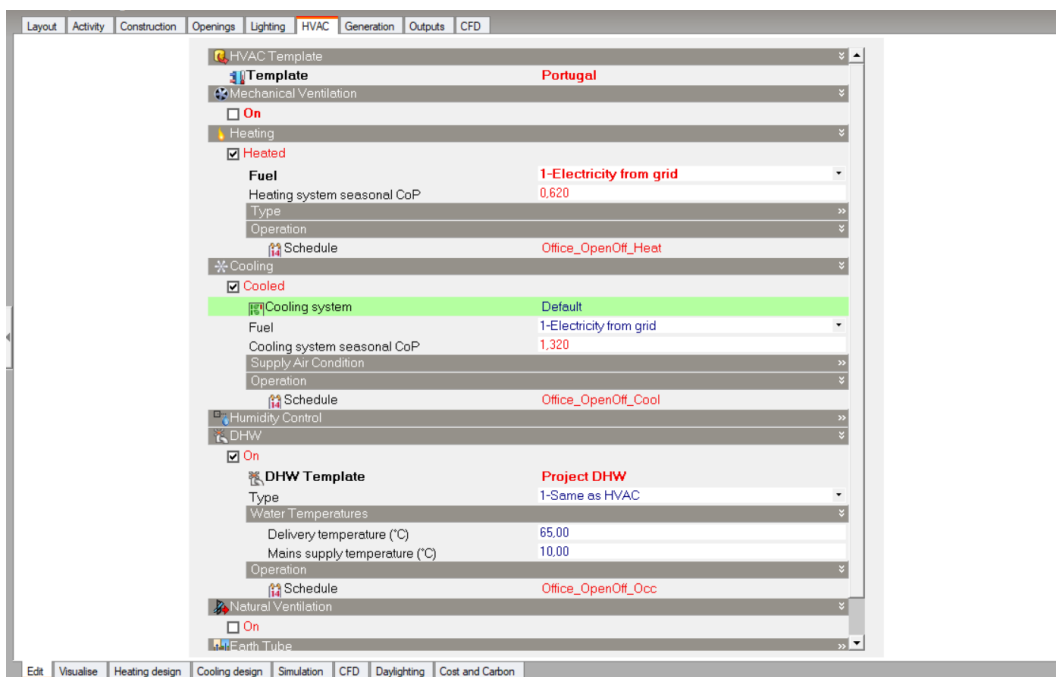 Layout Activity Construction Openings Lighting HVAC Generation Outputs CFD
HVAC Template
Template Portugal
Mechanical Ventilation
On
Heating
Heated
Fuel 1-Electricity from grid
Heating system seasonal CoP 0,620
Type
Operation
Schedule Office_OpenOff_Heat
Cooling
Cooled
Cooling system Default
Fuel 1-Electricity from grid
Cooling system seasonal CoP 1,320
Supply Air Condition
Operation
Schedule Office_OpenOff_Cool
Humidity Control
DHW
On
DHW Template Project DHW
Type 1-Same as HVAC
Water Temperatures
Delivery temperature (°C) 65,00
Mains supply temperature (°C) 10,00
Operation
Schedule Office_OpenOff_Occ
Natural Ventilation
On
Earth Tube
Edit Visualise Heating design Cooling design Simulation CFD Daylighting Cost and Carbon